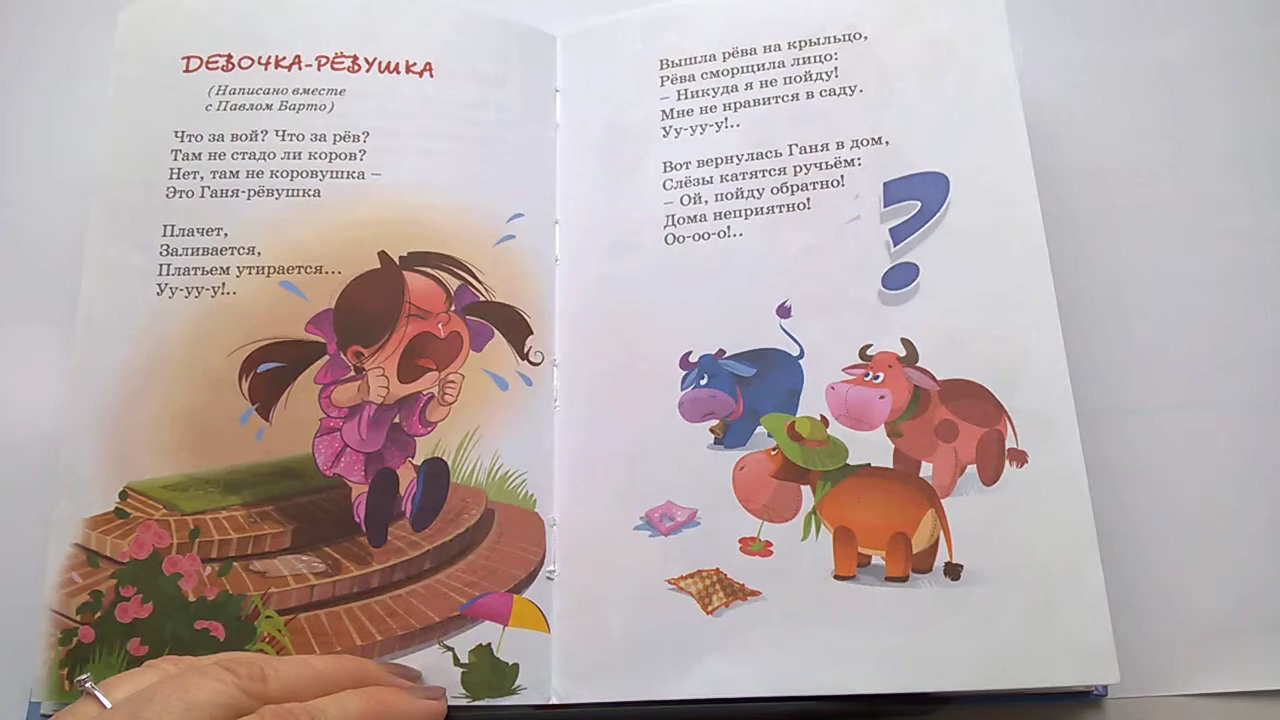 ДЕВОЧКА-РЁВУШКА
(Написано вместе
с Павлом Барто)
Что за вой? Что за рёв?
Там не стадо ли коров?
Нет, там не коровушка –
Это Ганя-рёвушка
Плачет,
Заливается,
Платьем утирается...
Уу-уу-у!..
Вышла рёва на крыльцо,
Рёва сморщила лицо:
– Никуда я не пойду!
Мне не нравится в саду.
Уу-уу-у!..
Вот вернулась Ганя в дом,
Слёзы катятся ручьём:
– Ой, пойду обратно!
Дома неприятно!
Оо-оо-о!..
?